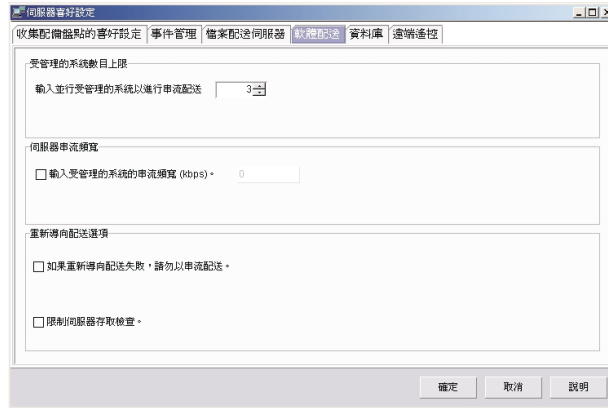 伺服器喜好設定
收集配備盤點的喜好設定 事件管理 檔案配送伺服器 軟體配送 資料庫 遠端遙控
受管理的系統數目上限
輸入並行受管理的系統以進行串流配送 3
伺服器串流頻寬
輸入受管理的系統的串流頻寬 (kbps)。 0
重新導向配送選項
如果重新導向配送失敗，請勿以串流配送。
限制伺服器存取檢查。
確定 取消 說明